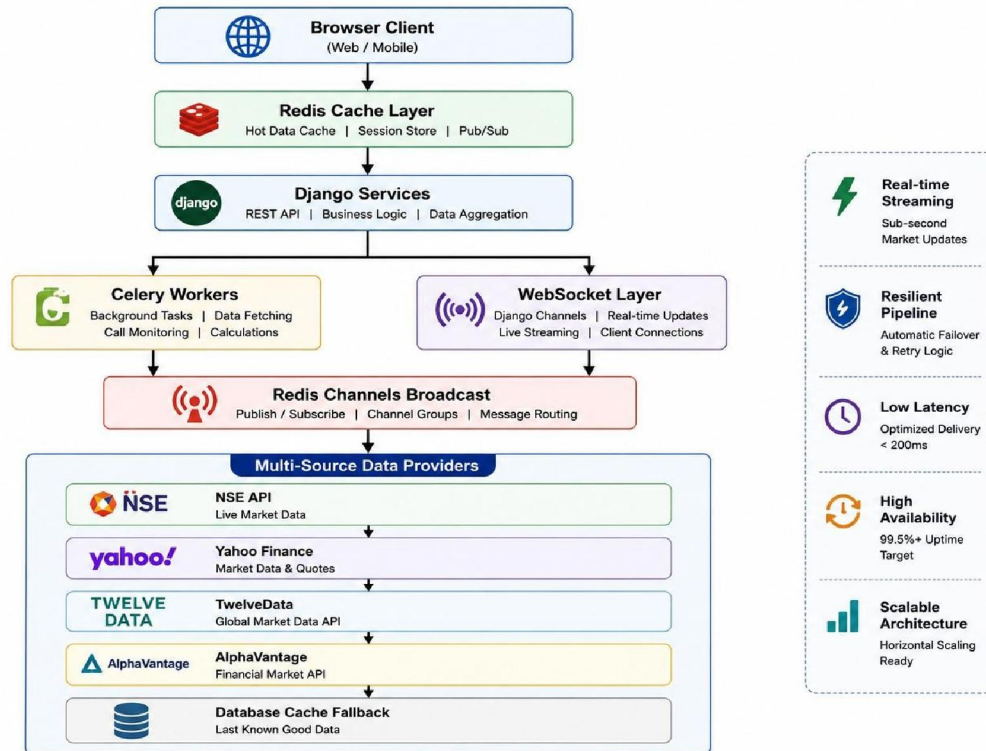 Browser Client
(Web / Mobile)
Redis Cache Layer
Hot Data Cache | Session Store | Pub/Sub
django
Django Services
REST API | Business Logic | Data Aggregation
Celery Workers
Background Tasks | Data Fetching
Call Monitoring | Calculations
WebSocket Layer
Django Channels | Real-time Updates
Live Streaming | Client Connections
Redis Channels Broadcast
Publish / Subscribe | Channel Groups | Message Routing
Multi-Source Data Providers
NSE
NSE API
Live Market Data
yahoo!
Yahoo Finance
Market Data & Quotes
TWELVE
DATA
TwelveData
Global Market Data API
AlphaVantage
AlphaVantage
Financial Market API
Database Cache Fallback
Last Known Good Data
Real-time
Streaming
Sub-second
Market Updates
Resilient
Pipeline
Automatic Failover
& Retry Logic
Low Latency
Optimized Delivery
< 200ms
High
Availability
99.5%+ Uptime
Target
Scalable
Architecture
Horizontal Scaling
Ready